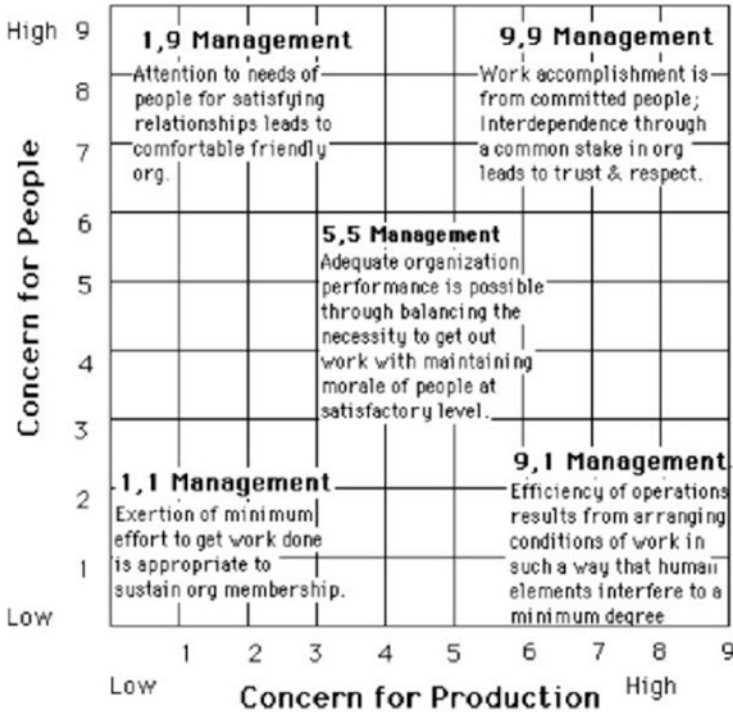 High 9
1,9 Management
Attention to needs of
people for satisfying
relationships leads to
comfortable friendly
org.
9,9 Management
Work accomplishment is
from committed people;
Interdependence through
a common stake in org
leads to trust & respect.
8
7
6
5,5 Management
Adequate organization
performance is possible
through balancing the
necessity to get out
work with maintaining
morale of people at
satisfactory level.
5
4
3
Concern for People
1,1 Management
Exertion of minimum
effort to get work done
is appropriate to
sustain org membership.
9,1 Management
Efficiency of operations
results from arranging
conditions of work in
such a way that human
elements interfere to a
minimum degree
2
1
Low
1 2 3 4 5 6 7 8 9
Low
High
Concern for Production